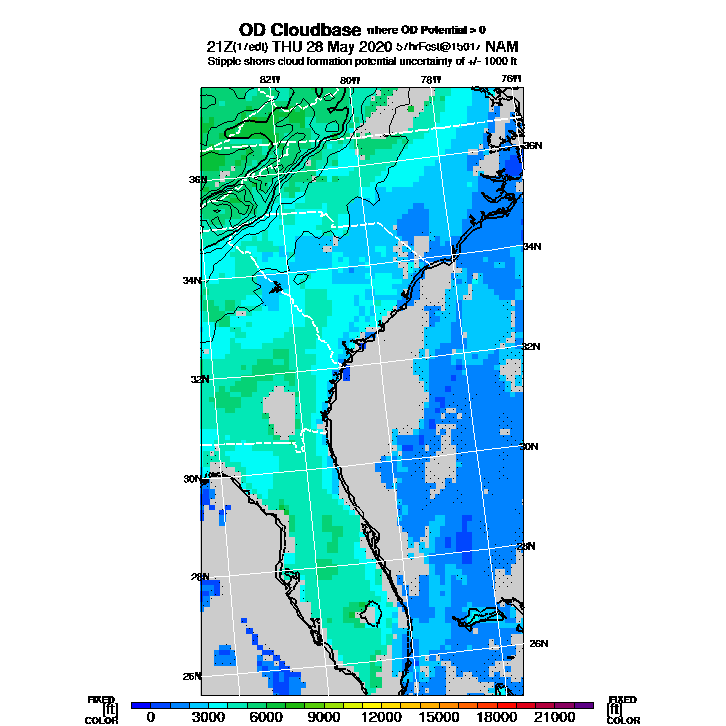 OD Cloudbase where OD Potential > 0
21Z(17edt) THU 28 May 2020 57hrFcst@1501z NAM
Stipple shows cloud formation potential uncertainty of +/- 1000 ft
82W 80W 78W 76W
36N
36N
34N
34N
32N
32N
30N
30N
28N
28N
26N
26N
FIXED FIXED
[ft] 0 3000 6000 9000 12000 15000 18000 21000 [ft]
COLOR COLOR